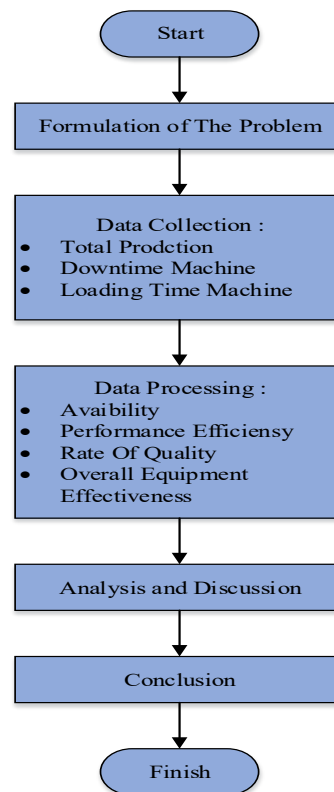 Start
Formulation of The Problem
Data Collection :
• Total Prodction
• Downtime Machine
• Loading Time Machine
Data Processing :
• Avaibility
• Performance Efficiensy
• Rate Of Quality
• Overall Equipment
Effectiveness
Analysis and Discussion
Conclusion
Finish